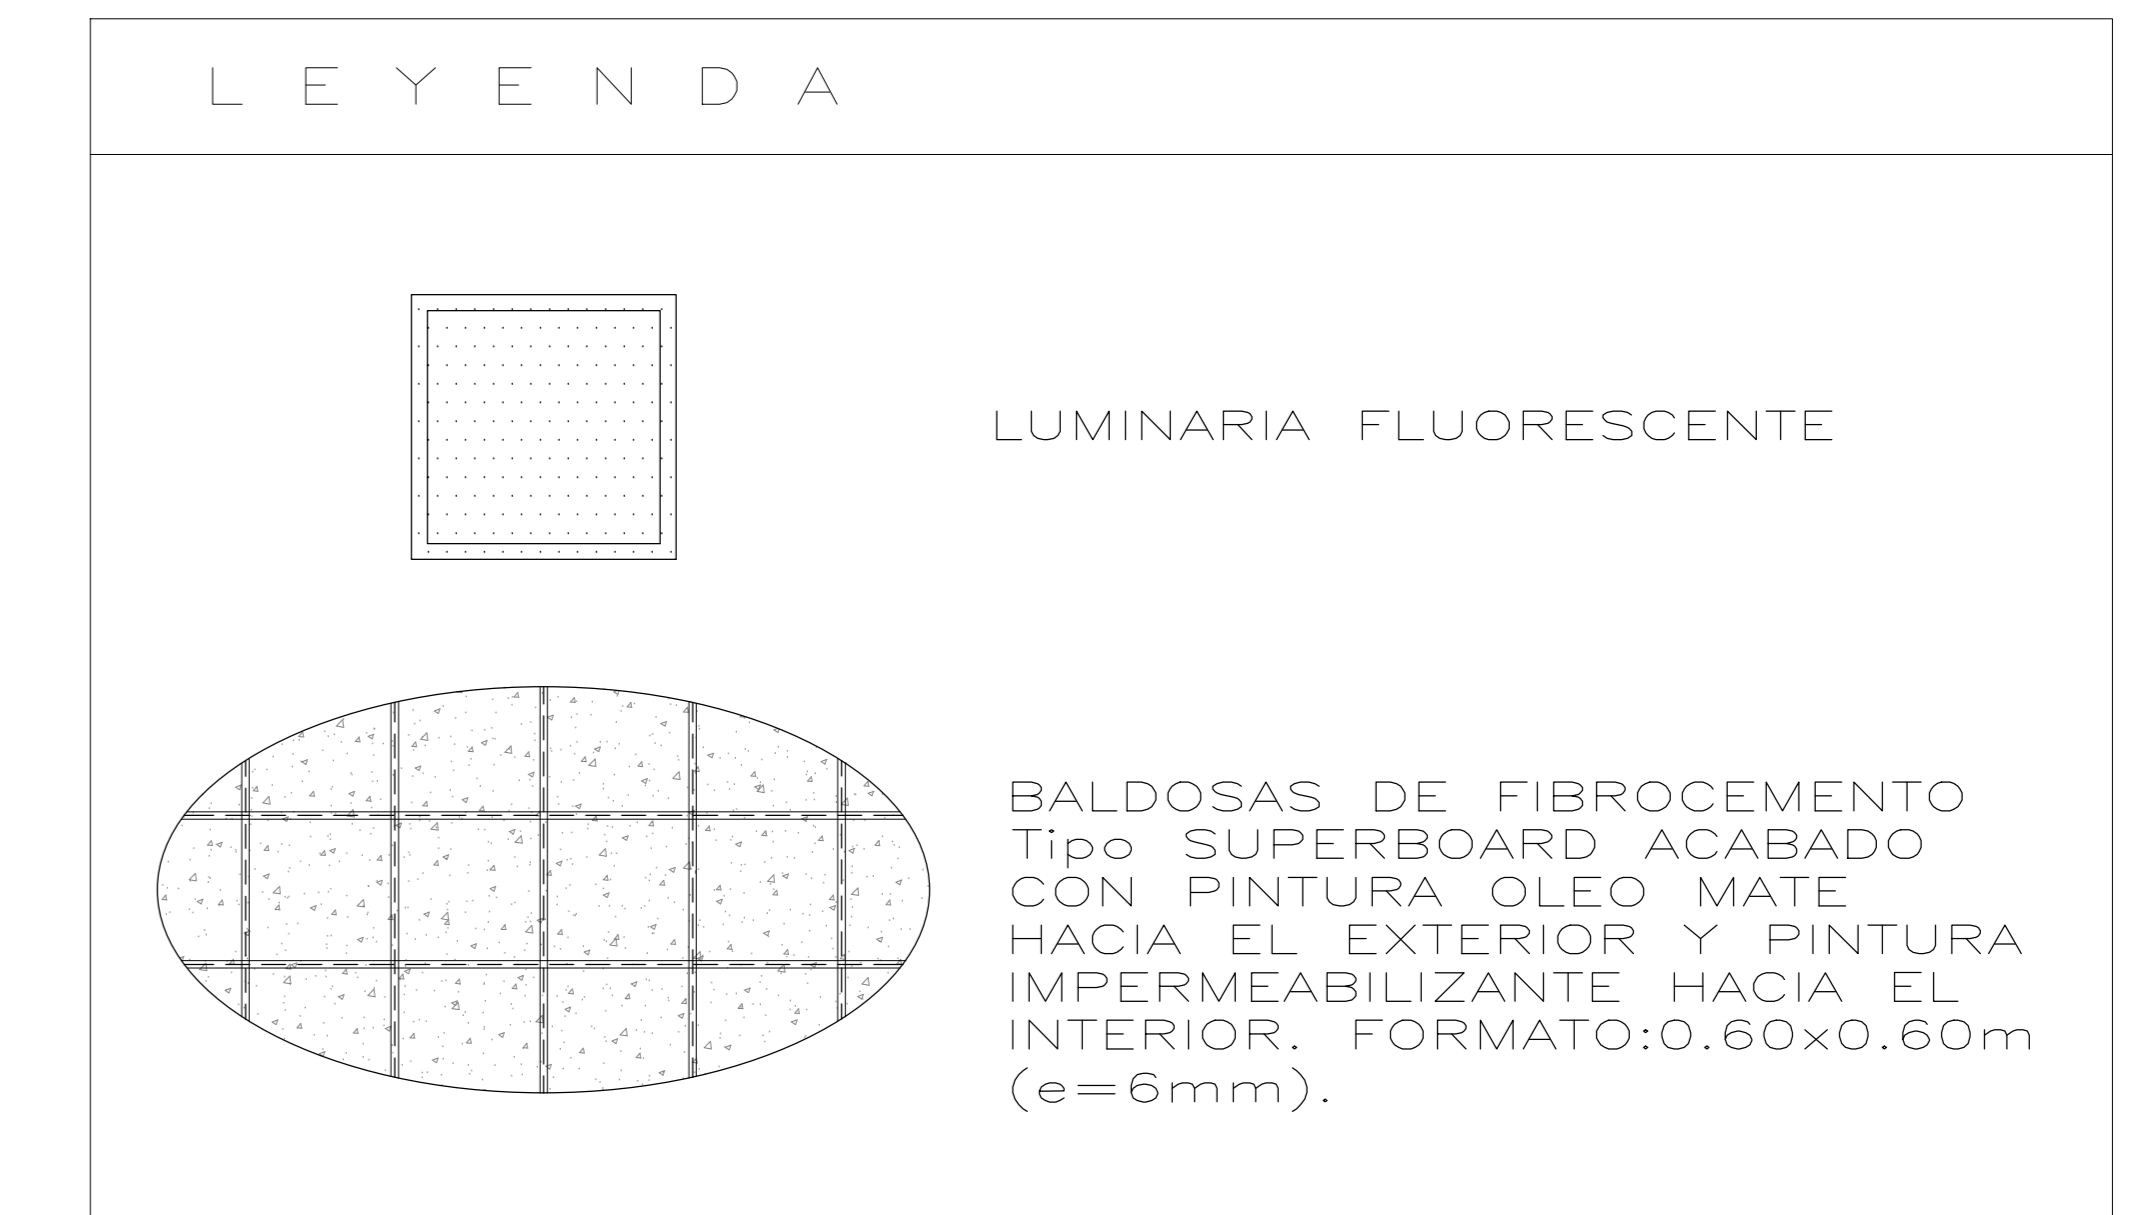 LEYENDA
LUMINARIA FLUORESCENTE
BALDOSAS DE FIBROCEMENTO
Tipo SUPERBOARD ACABADO
CON PINTURA OLEO MATE
HACIA EL EXTERIOR Y PINTURA
IMPERMEABILIZANTE HACIA EL
INTERIOR. FORMATO:0.60x0.60m
(e=6mm).